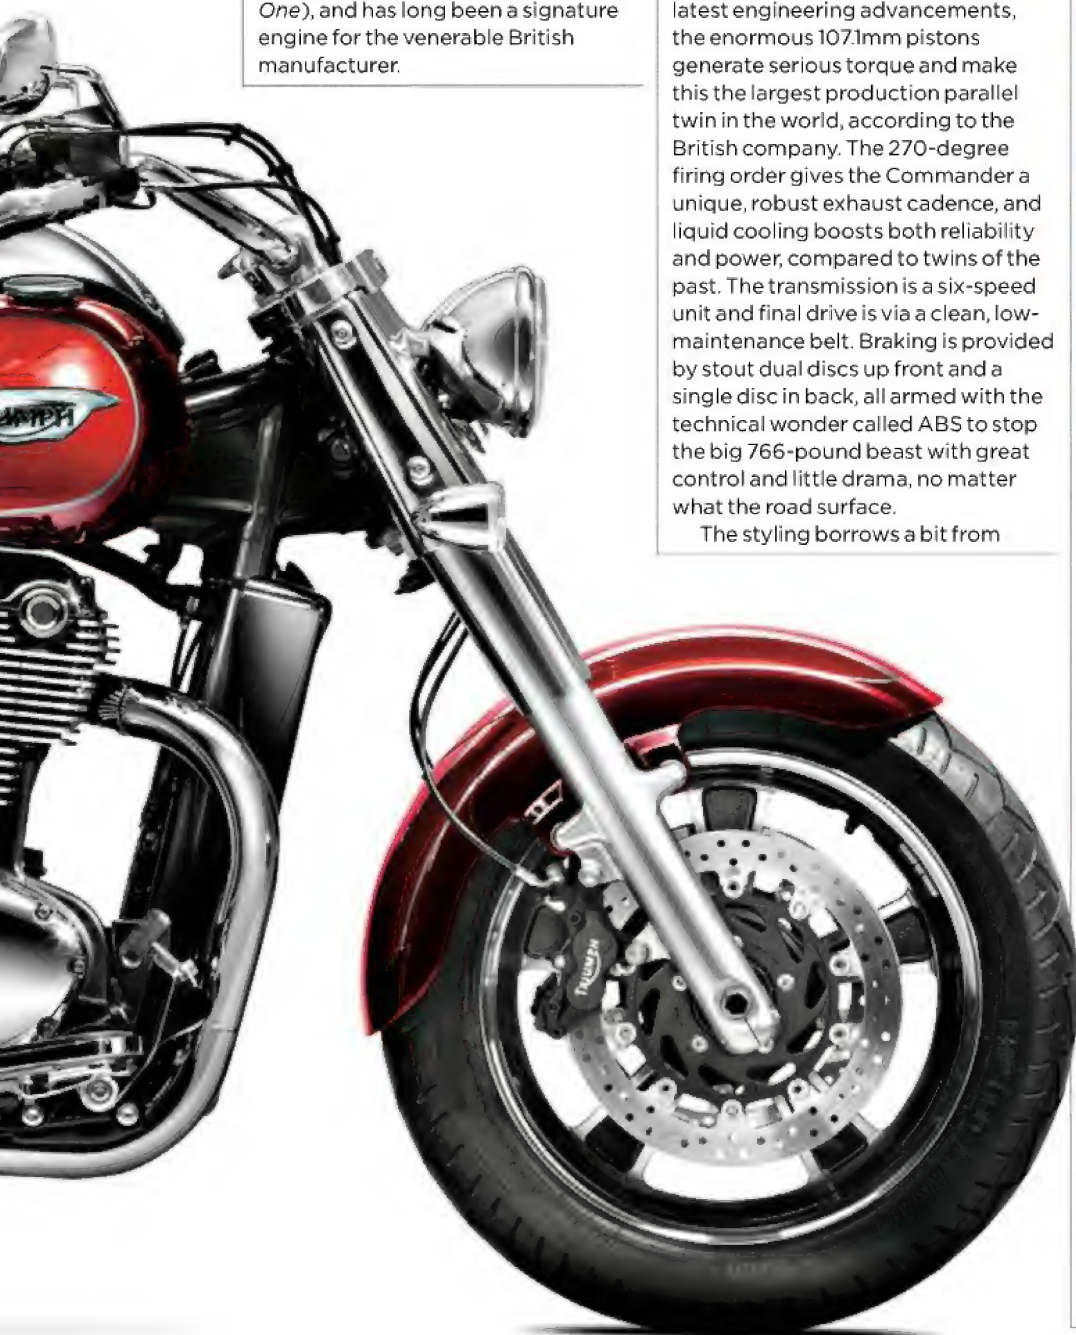 One), and has long been a signature
engine for the venerable British
manufacturer.
latest engineering advancements,
the enormous 107.1mm pistons
generate serious torque and make
this the largest production parallel
twin in the world, according to the
British company. The 270-degree
firing order gives the Commander a
unique, robust exhaust cadence, and
liquid cooling boosts both reliability
and power, compared to twins of the
past. The transmission is a six-speed
unit and final drive is via a clean, low-
maintenance belt. Braking is provided
by stout dual discs up front and a
single disc in back, all armed with the
technical wonder called ABS to stop
the big 766-pound beast with great
control and little drama, no matter
what the road surface.
The styling borrows a bit from
TRIUMPH